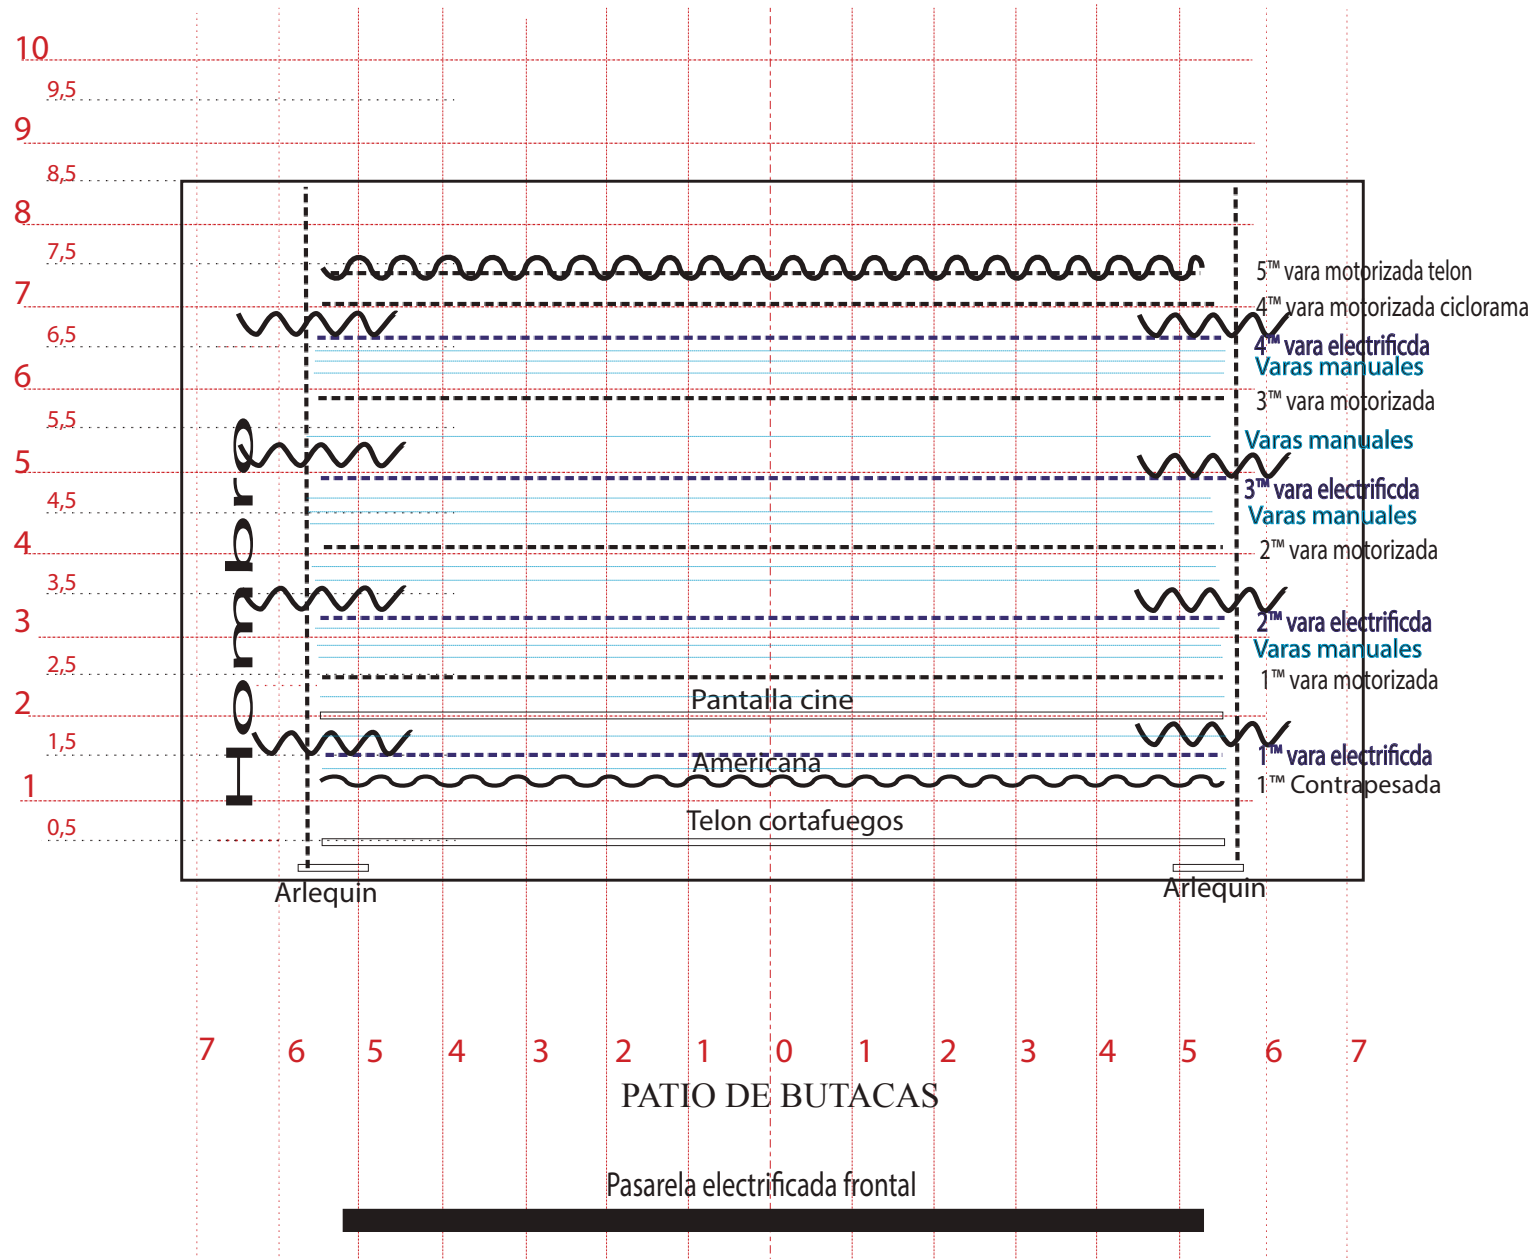 10
9,5
9
8,5
8
7,5
5™ vara motorizada telon
7
4™ vara motorizada ciclorama
6,5
4™ vara electrificda
Varas manuales
6
3™ vara motorizada
5,5
Varas manuales
5
3™ vara electrificda
4,5
Varas manuales
4
2™ vara motorizada
3,5
3
2™ vara electrificda
Varas manuales
2,5
1™ vara motorizada
2
Pantalla cine
1,5
1™ vara electrificda
Americana
1
1™ Contrapesada
0,5
Telon cortafuegos
Hombro
Arlequin
Arlequin
7 6 5 4 3 2 1 0 1 2 3 4 5 6 7
PATIO DE BUTACAS
Pasarela electrificada frontal